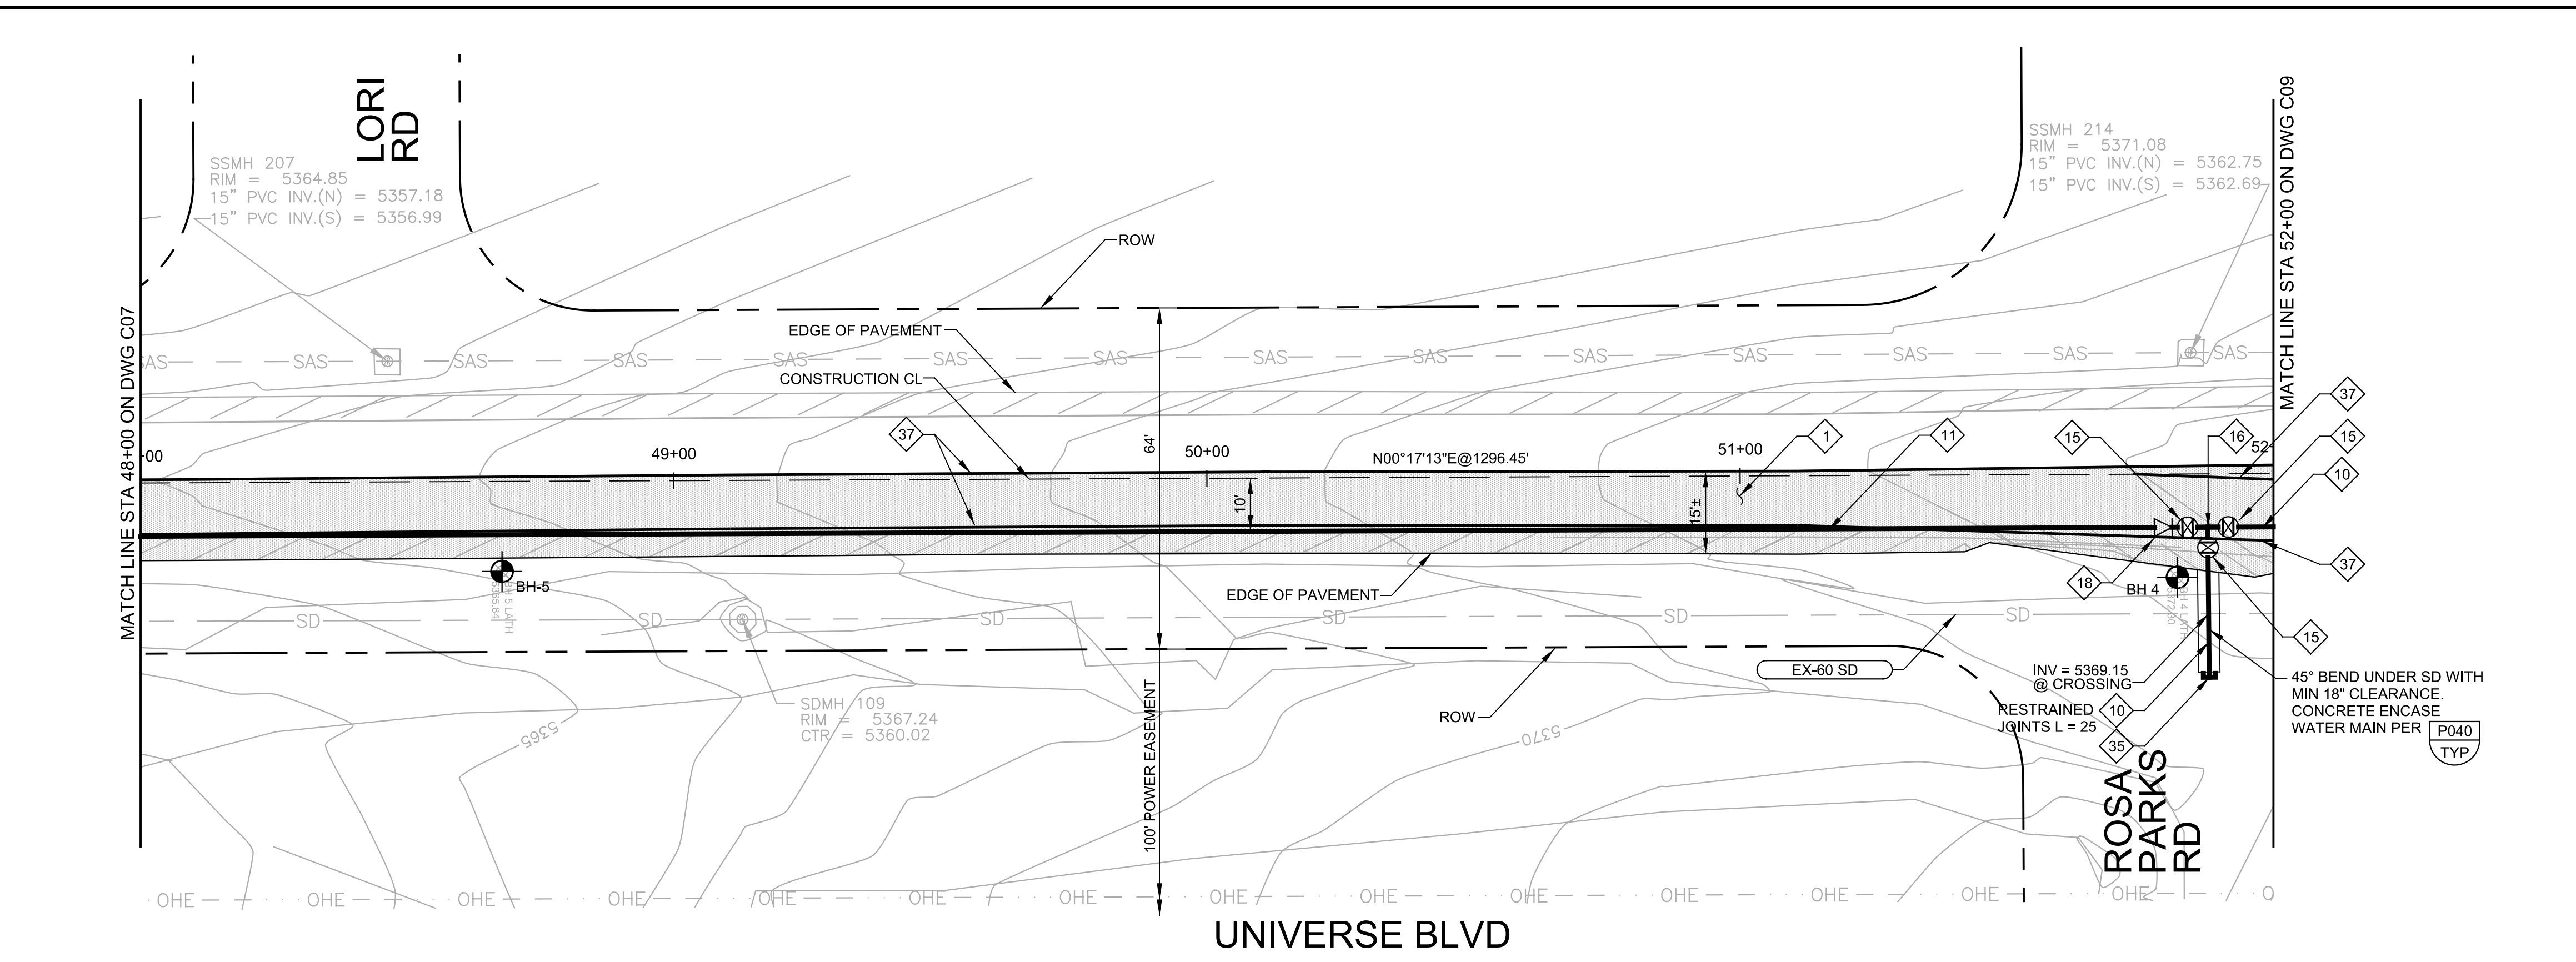 LORI
RD
SSMH 207
RIM = 5364.85
15" PVC INV.(N) = 5357.18
15" PVC INV.(S) = 5356.99
SSMH 214
RIM = 5371.08
15" PVC INV.(N) = 5362.75
15" PVC INV.(S) = 5362.69
MATCH LINE STA 48+00 ON DWG C07
MATCH LINE STA 52+00 ON DWG C09
ROW
EDGE OF PAVEMENT
SAS SAS SAS SAS SAS SAS SAS SAS SAS SAS SAS SAS SAS SAS
CONSTRUCTION CL
37
37
15
16
15
-00
49+00
64'
50+00
N00°17'13"E@1296.45'
51+00
1
11
52-
10
10'
15'±
BH-5
BH 5 LATH
5365.84
EDGE OF PAVEMENT
18
BH 4
BH 4 LATH
37
SD SD SD SD SD SD
15
EX-60 SD
INV = 5369.15
@ CROSSING
45° BEND UNDER SD WITH
MIN 18" CLEARANCE.
CONCRETE ENCASE
WATER MAIN PER
P040
TYP
SDMH 109
RIM = 5367.24
CTR = 5360.02
ROW
RESTRAINED
JOINTS L = 25
10
35
5365
5370
100' POWER EASEMENT
ROSA
PARKS
RD
OHE OHE OHE OHE OHE OHE OHE OHE OHE OHE OHE OHE OHE OHE O
UNIVERSE BLVD